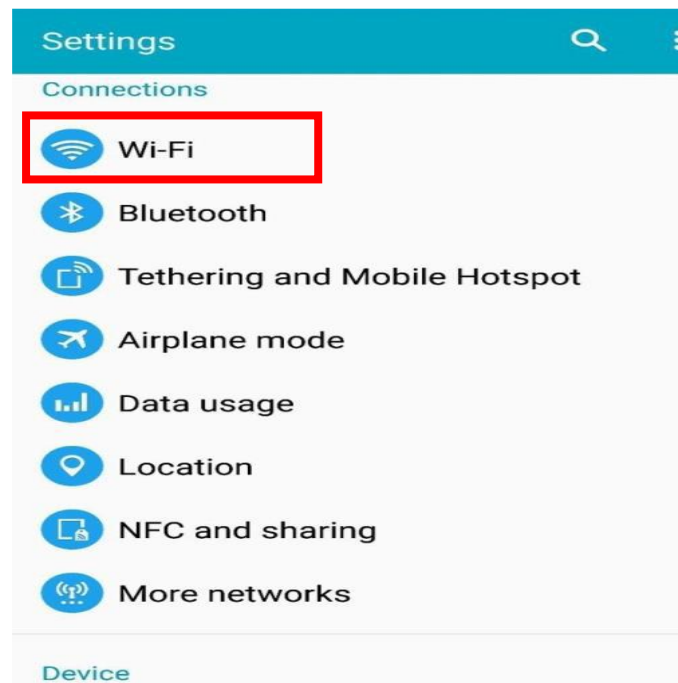 Settings
Connections
Wi-Fi
Bluetooth
Tethering and Mobile Hotspot
Airplane mode
Data usage
Location
NFC and sharing
More networks
Device